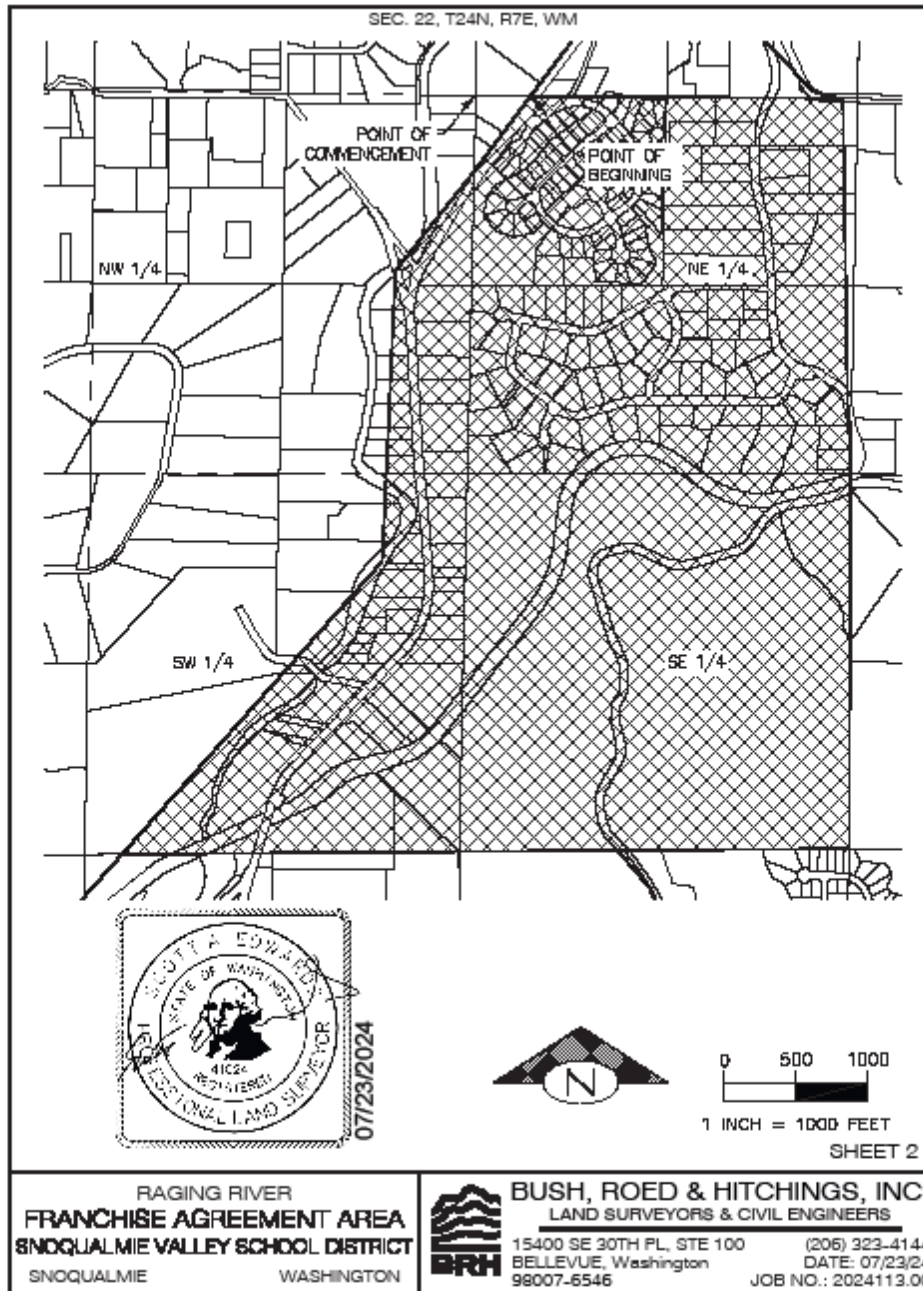 SEC. 22, T24N, R7E, WM
POINT OF
COMMENCEMENT
POINT OF
BEGINNING
NW 1/4
NE 1/4
SW 1/4
SE 1/4
SCOTT A EDWARDS
STATE OF WASHINGTON
REGISTERED
PROFESSIONAL LAND SURVEYOR
07/23/2024
N
0 500 1000
1 INCH = 1000 FEET
SHEET 2
RAGING RIVER
FRANCHISE AGREEMENT AREA
SNOQUALMIE VALLEY SCHOOL DISTRICT
SNOQUALMIE WASHINGTON
BRH
BUSH, ROED & HITCHINGS, INC
LAND SURVEYORS & CIVIL ENGINEERS
15400 SE 30TH PL, STE 100 (206) 323-414
BELLEVUE, Washington DATE: 07/23/2
98007-6546 JOB NO.: 2024113.0